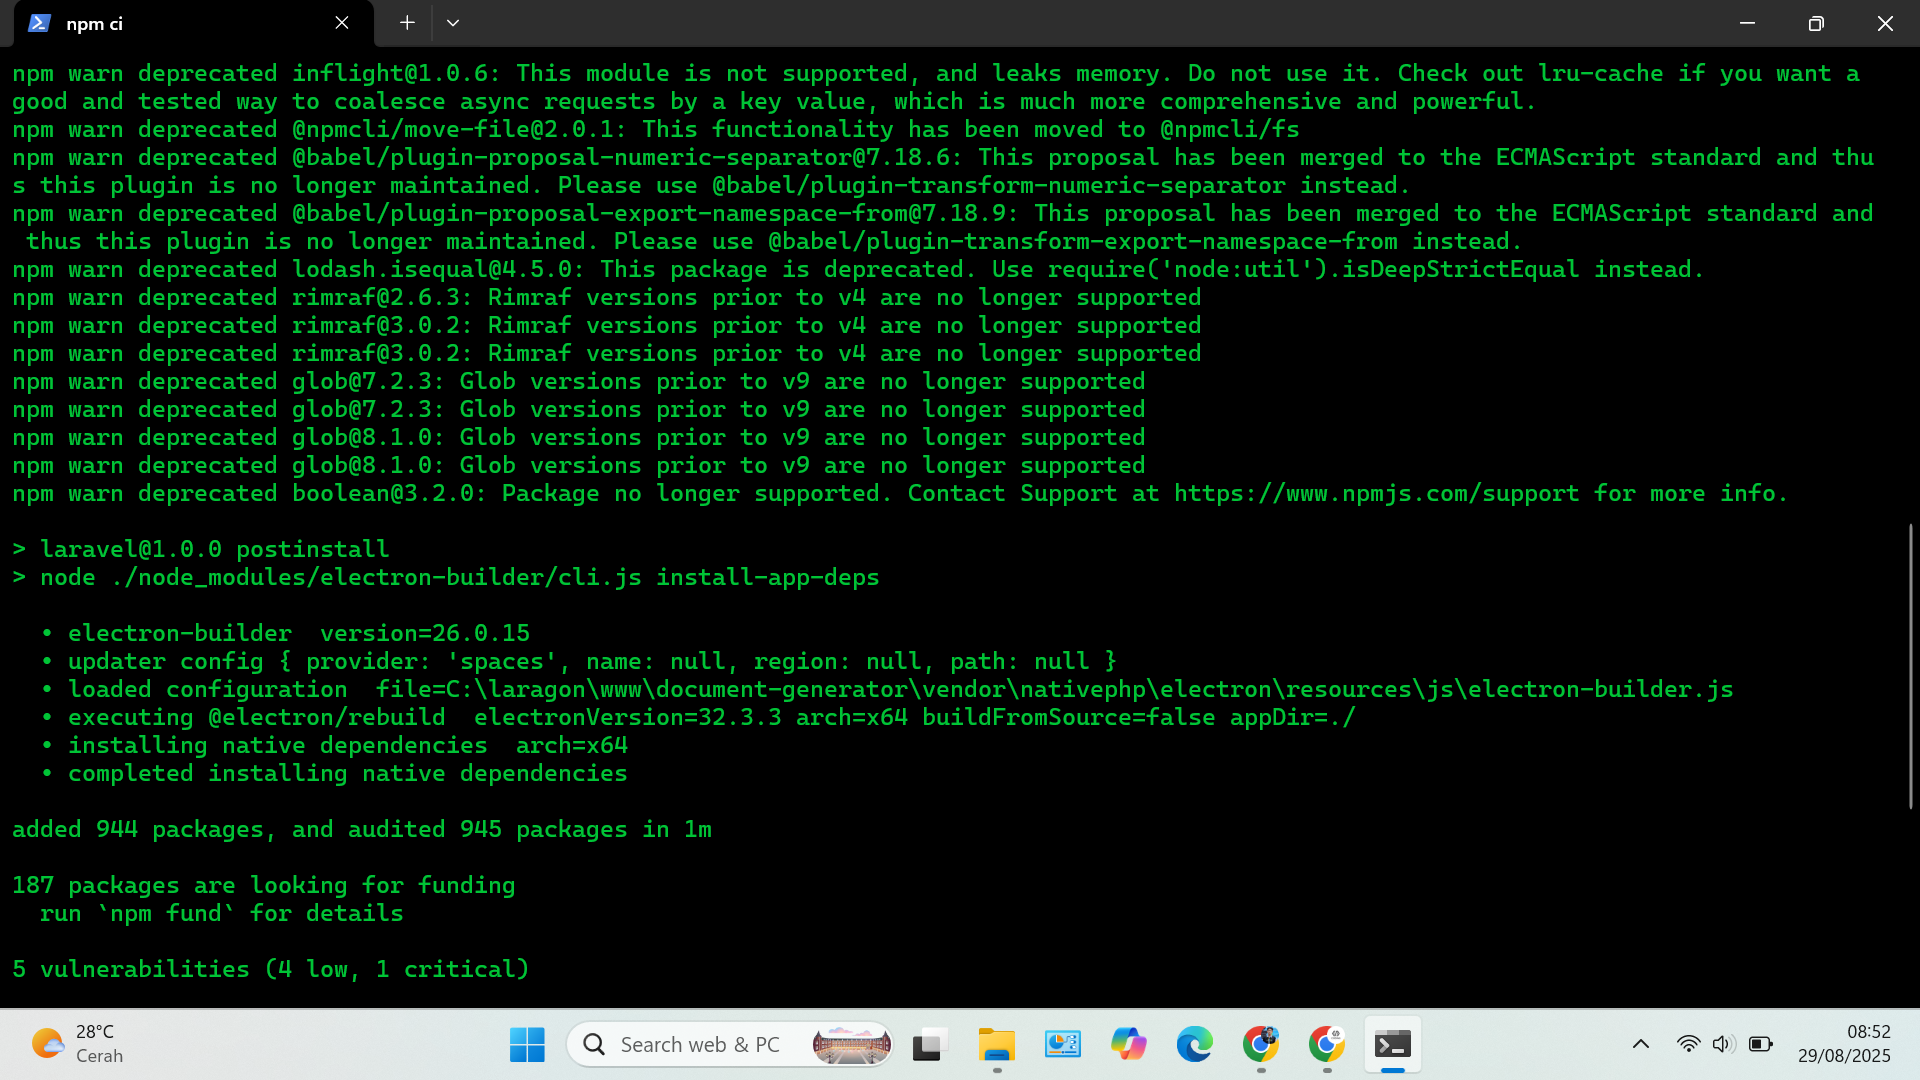 npm ci
npm warn deprecated inflight@1.0.6: This module is not supported, and leaks memory. Do not use it. Check out lru-cache if you want a
good and tested way to coalesce async requests by a key value, which is much more comprehensive and powerful.
npm warn deprecated @npmcli/move-file@2.0.1: This functionality has been moved to @npmcli/fs
npm warn deprecated @babel/plugin-proposal-numeric-separator@7.18.6: This proposal has been merged to the ECMAScript standard and thu
s this plugin is no longer maintained. Please use @babel/plugin-transform-numeric-separator instead.
npm warn deprecated @babel/plugin-proposal-export-namespace-from@7.18.9: This proposal has been merged to the ECMAScript standard and
 thus this plugin is no longer maintained. Please use @babel/plugin-transform-export-namespace-from instead.
npm warn deprecated lodash.isequal@4.5.0: This package is deprecated. Use require('node:util').isDeepStrictEqual instead.
npm warn deprecated rimraf@2.6.3: Rimraf versions prior to v4 are no longer supported
npm warn deprecated rimraf@3.0.2: Rimraf versions prior to v4 are no longer supported
npm warn deprecated rimraf@3.0.2: Rimraf versions prior to v4 are no longer supported
npm warn deprecated glob@7.2.3: Glob versions prior to v9 are no longer supported
npm warn deprecated glob@7.2.3: Glob versions prior to v9 are no longer supported
npm warn deprecated glob@8.1.0: Glob versions prior to v9 are no longer supported
npm warn deprecated glob@8.1.0: Glob versions prior to v9 are no longer supported
npm warn deprecated boolean@3.2.0: Package no longer supported. Contact Support at https://www.npmjs.com/support for more info.
> laravel@1.0.0 postinstall
> node ./node_modules/electron-builder/cli.js install-app-deps
• electron-builder  version=26.0.15
• updater config { provider: 'spaces', name: null, region: null, path: null }
• loaded configuration  file=C:\laragon\www\document-generator\vendor\nativephp\electron\resources\js\electron-builder.js
• executing @electron/rebuild  electronVersion=32.3.3 arch=x64 buildFromSource=false appDir=./
• installing native dependencies  arch=x64
• completed installing native dependencies
added 944 packages, and audited 945 packages in 1m
187 packages are looking for funding
run `npm fund` for details
5 vulnerabilities (4 low, 1 critical)
28°C
Cerah
Search web & PC
08:52
29/08/2025